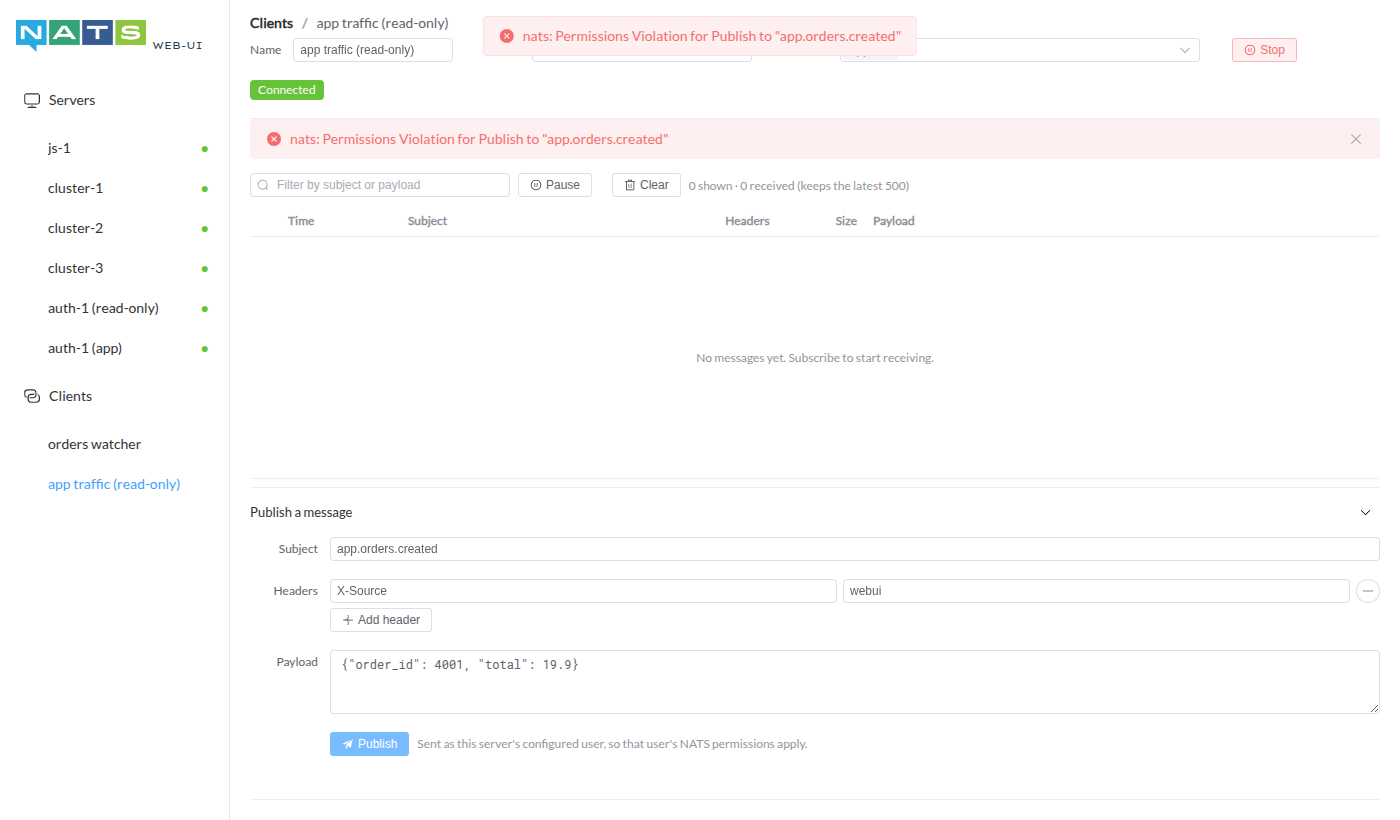 NATS WEB-UI
Servers
js-1
cluster-1
cluster-2
cluster-3
auth-1 (read-only)
auth-1 (app)
Clients
orders watcher
app traffic (read-only)
Clients / app traffic (read-only)
nats: Permissions Violation for Publish to "app.orders.created"
Name app traffic (read-only) Stop
Connected
nats: Permissions Violation for Publish to "app.orders.created"
Filter by subject or payload Pause Clear 0 shown · 0 received (keeps the latest 500)
Time Subject Headers Size Payload
No messages yet. Subscribe to start receiving.
Publish a message
Subject app.orders.created
Headers X-Source webui
Add header
Payload {"order_id": 4001, "total": 19.9}
Publish Sent as this server's configured user, so that user's NATS permissions apply.